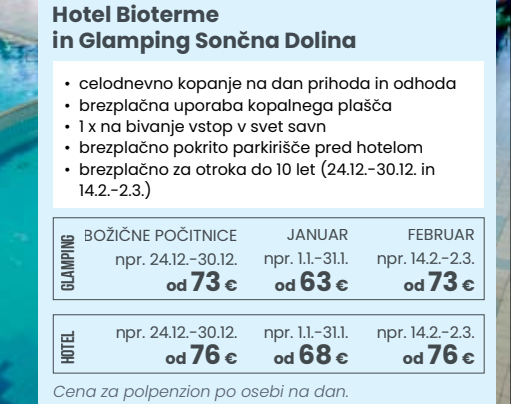 Hotel Bioterme
in Glamping Sončna Dolina
• celodnevno kopanje na dan prihoda in odhoda
• brezplačna uporaba kopalnega plašča
• 1 x na bivanje vstop v svet savn
• brezplačno pokrito parkirišče pred hotelom
• brezplačno za otroka do 10 let (24.12.-30.12. in
14.2.-2.3.)
GLAMPING
BOŽIČNE POČITNICE JANUAR FEBRUAR
npr. 24.12.-30.12. npr. 1.1.-31.1. npr. 14.2.-2.3.
od 73 € od 63 € od 73 €
HOTEL
npr. 24.12.-30.12. npr. 1.1.-31.1. npr. 14.2.-2.3.
od 76 € od 68 € od 76 €
Cena za polpenzion po osebi na dan.